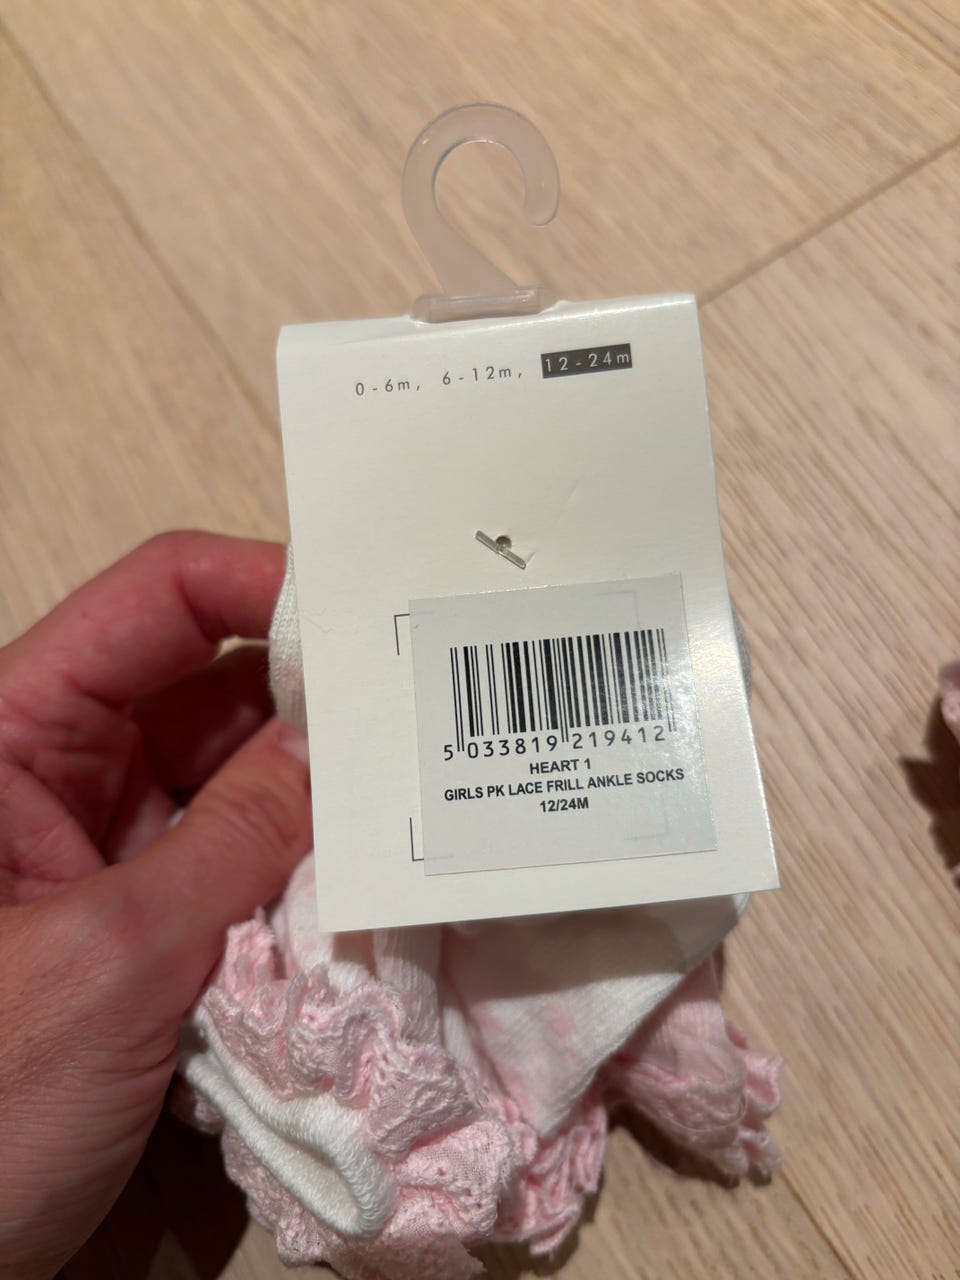 0-6m, 6-12m, 12-24m
5 033819 219412
HEART 1
GIRLS PK LACE FRILL ANKLE SOCKS
12/24M